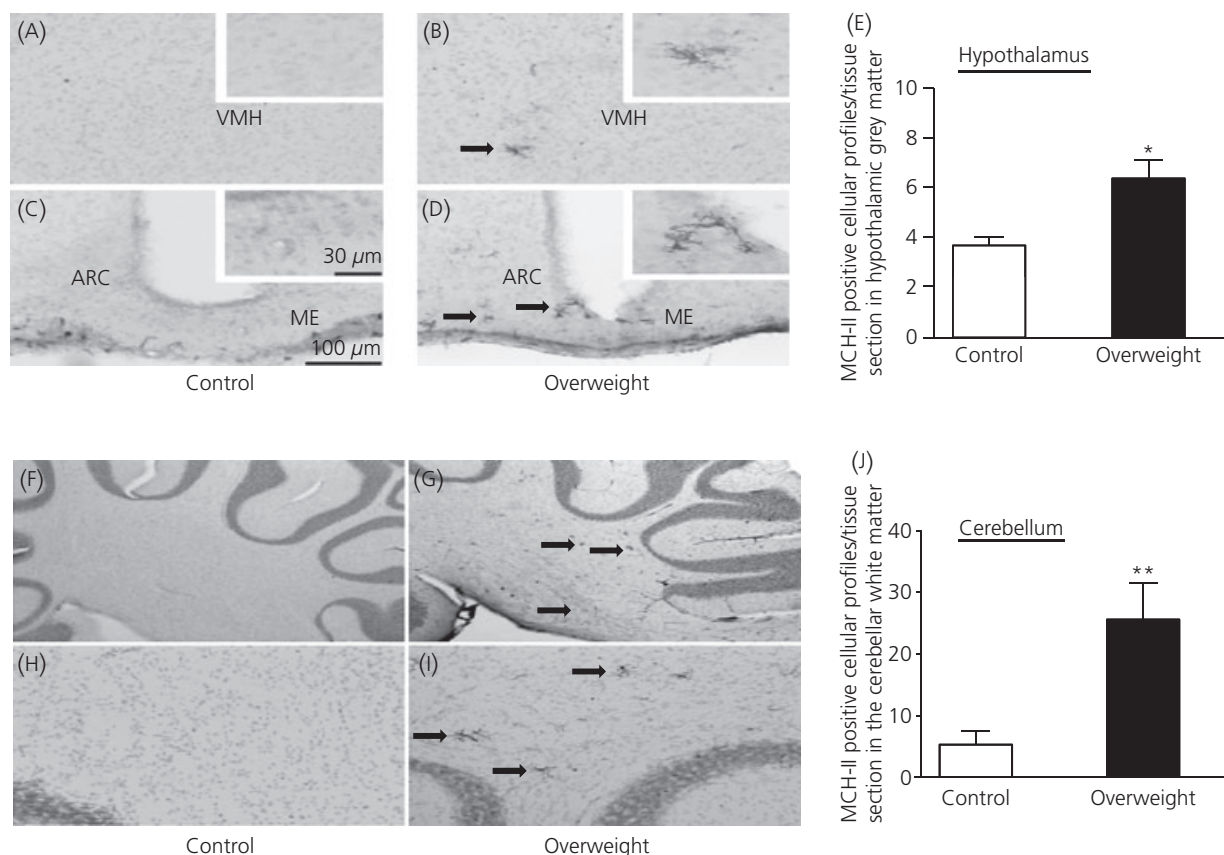 (A)
VMH
(B)
VMH
(C)
ARC
ME
30 µm
100 µm
(D)
ARC
ME
Control
Overweight
(E)
Hypothalamus
MCH-II positive cellular profiles/tissue
section in hypothalamic grey matter
10
8
6
4
2
0
*
Control
Overweight
(F)
(G)
(H)
(I)
Control
Overweight
(J)
Cerebellum
MCH-II positive cellular profiles/tissue
section in the cerebellar white matter
40
30
20
10
0
**
Control
Overweight